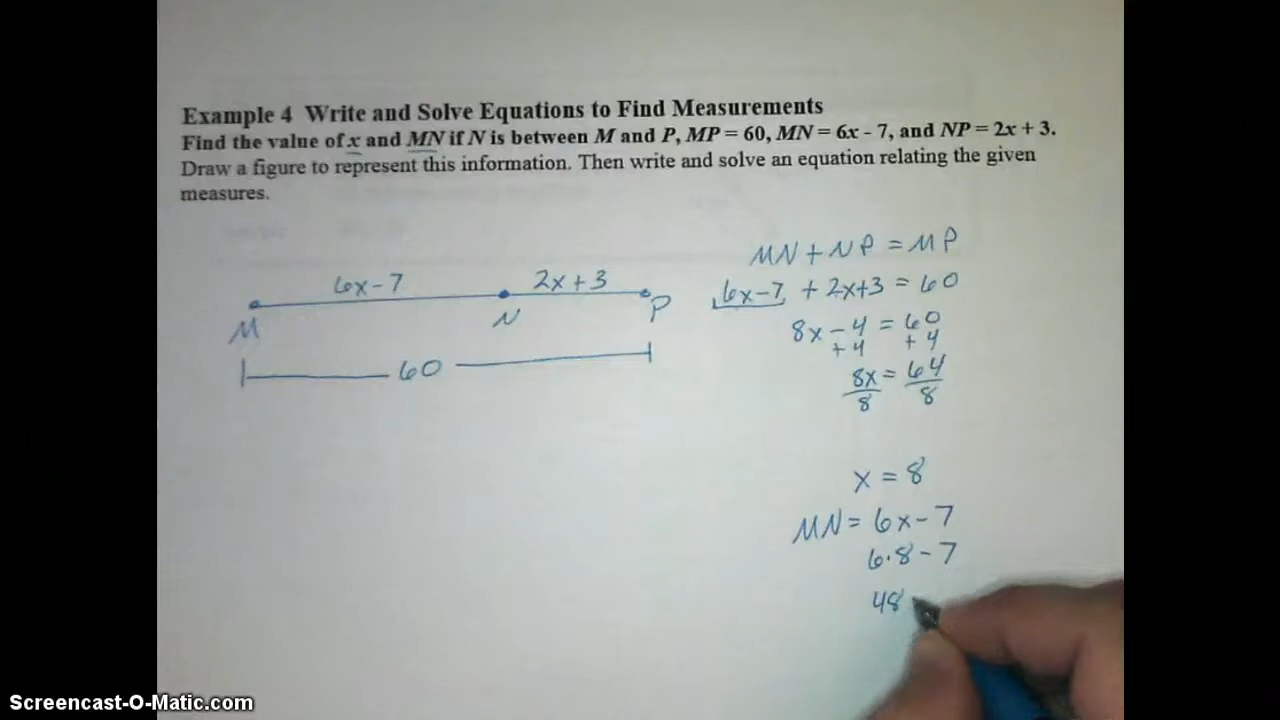 Example 4 Write and Solve Equations to Find Measurements
Find the value of x and MN if N is between M and P, MP = 60, MN = 6x - 7, and NP = 2x + 3.
Draw a figure to represent this information. Then write and solve an equation relating the given
measures.
6x-7 2x+3
M N P
60
MN + NP = MP
6x-7 + 2x+3 = 60
8x - 4 = 60
+4 +4
8x = 64
8 8
x = 8
MN = 6x - 7
6·8 - 7
48
Screencast-O-Matic.com